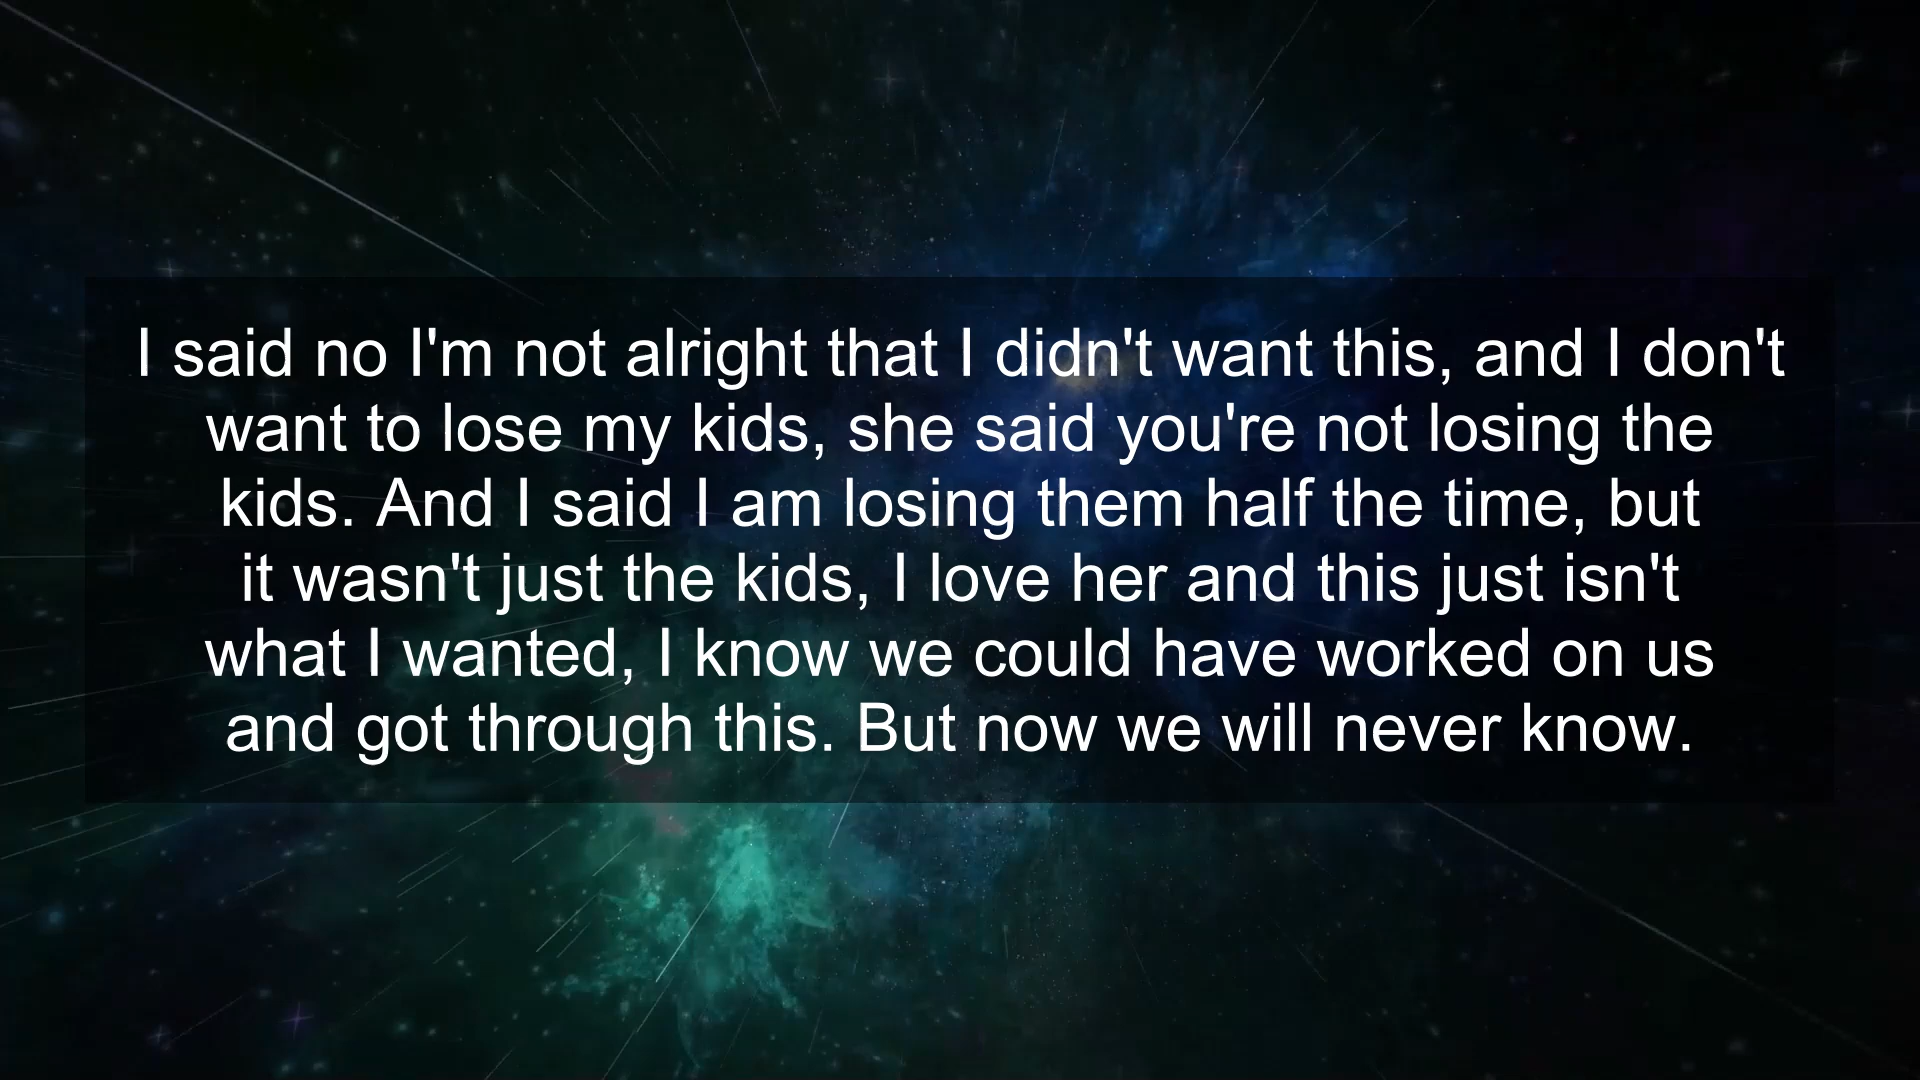 I said no I'm not alright that I didn't want this, and I don't
want to lose my kids, she said you're not losing the
kids. And I said I am losing them half the time, but
it wasn't just the kids, I love her and this just isn't
what I wanted, I know we could have worked on us
and got through this. But now we will never know.